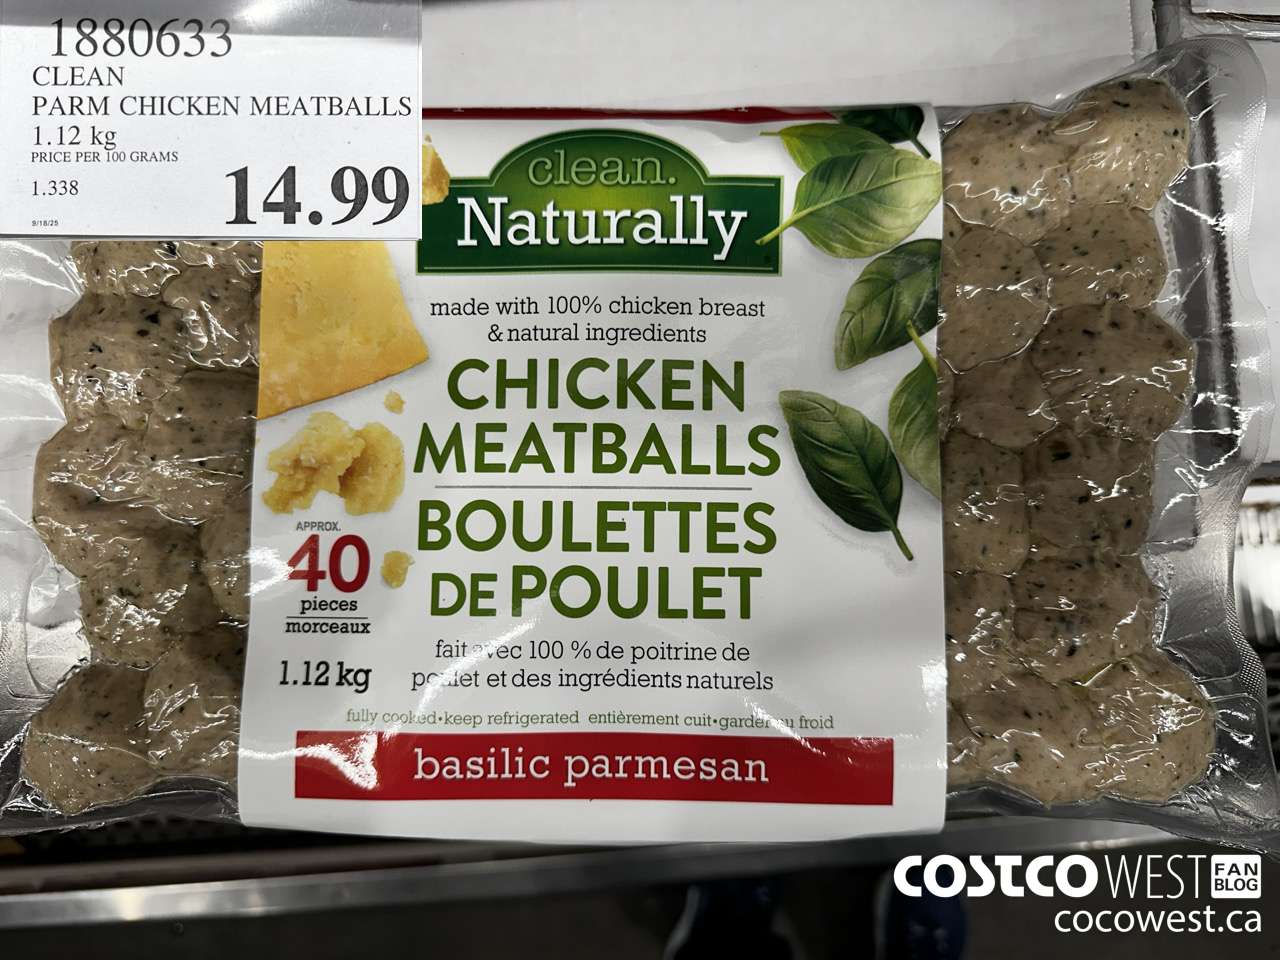 1880633
CLEAN
PARM CHICKEN MEATBALLS
1.12 kg
PRICE PER 100 GRAMS
1.338
14.99
9/18/25
clean.
Naturally
made with 100% chicken breast
& natural ingredients
CHICKEN
MEATBALLS
BOULETTES
DE POULET
APPROX.
40
pieces
morceaux
1.12 kg
fait avec 100 % de poitrine de
poulet et des ingrédients naturels
fully cooked•keep refrigerated entièrement cuit•garder au froid
basilic parmesan
COSTCO WEST FAN BLOG
cocowest.ca